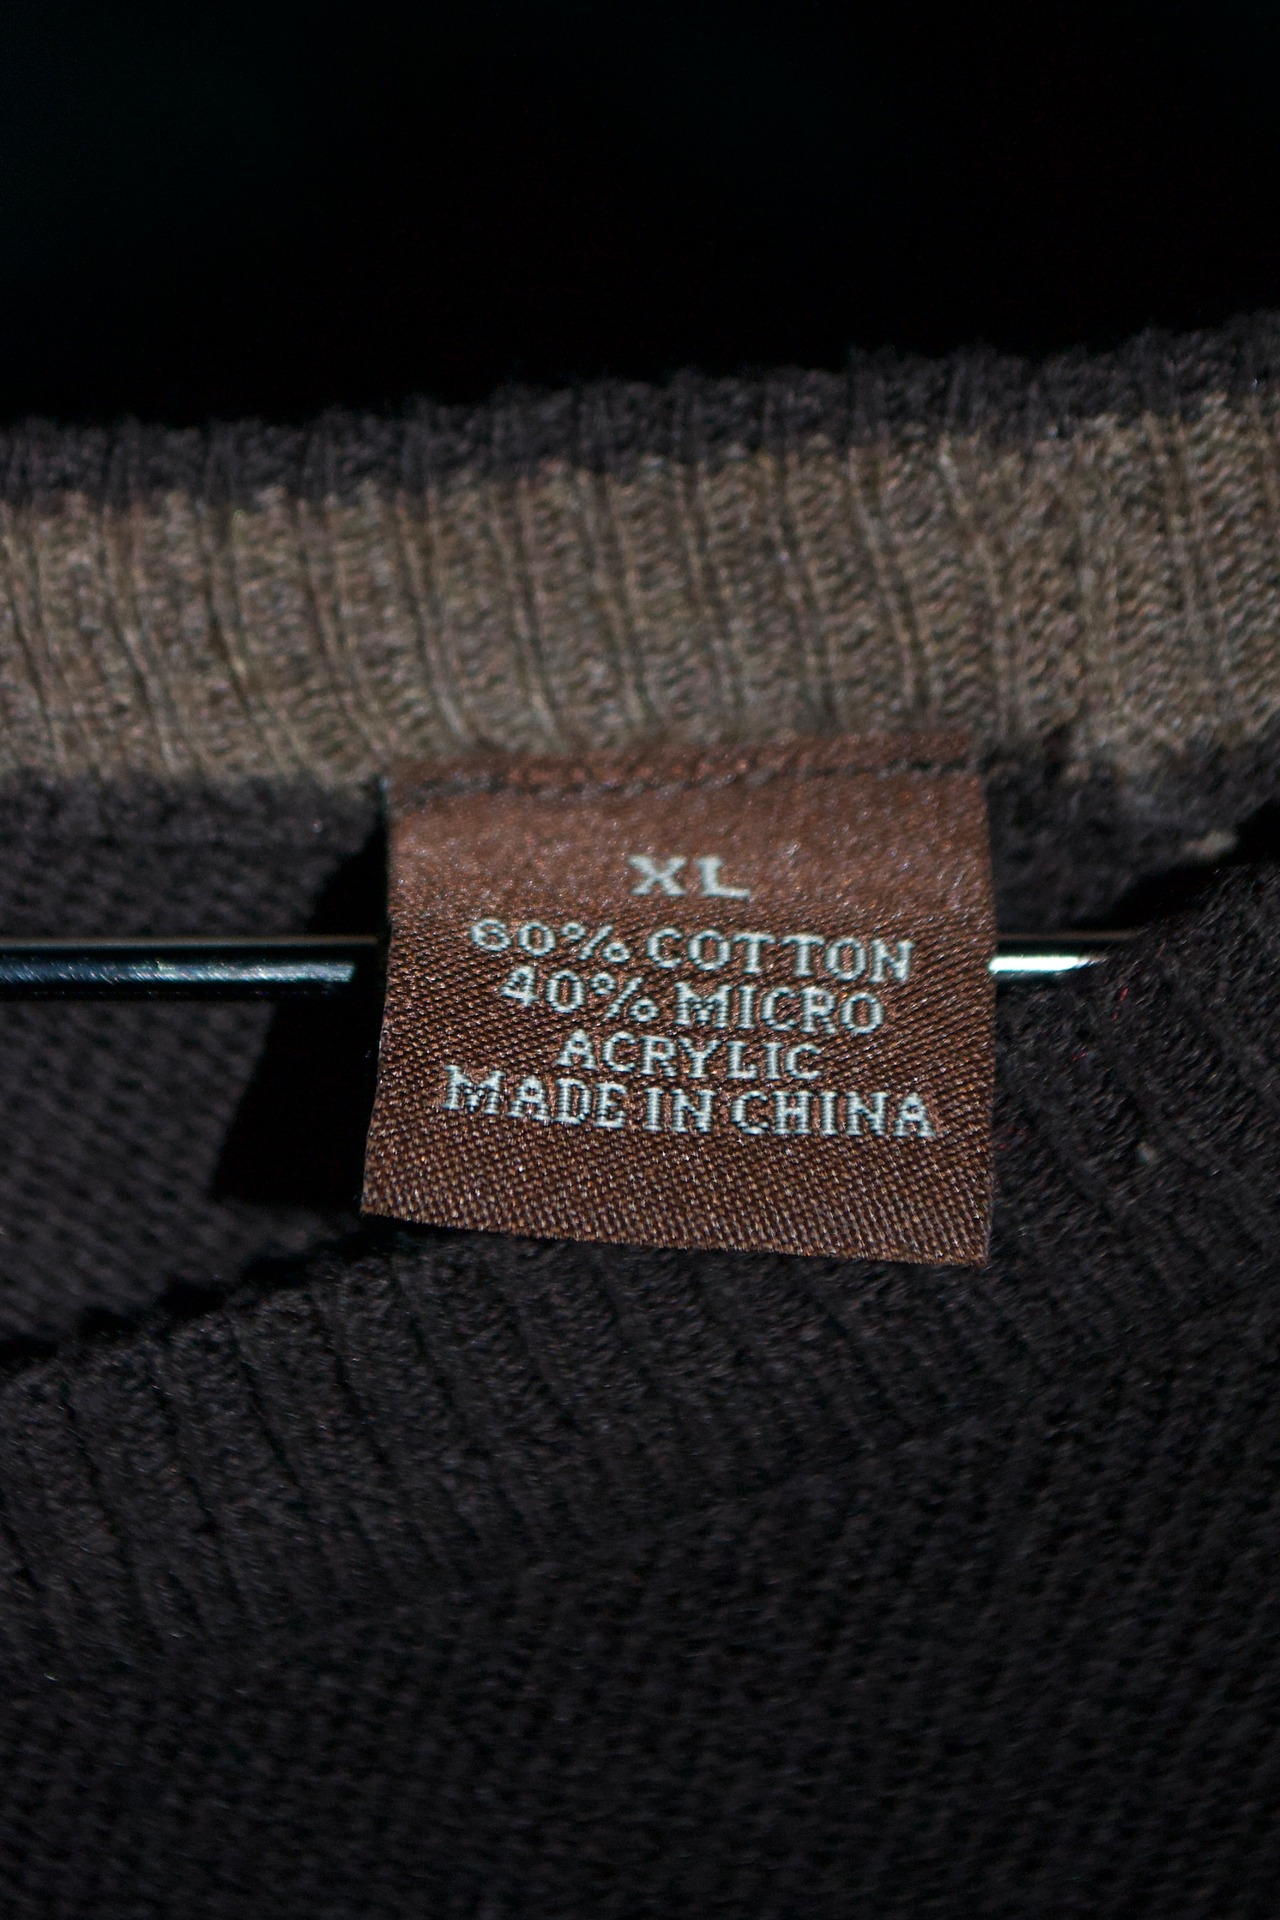 XL
60% COTTON
40% MICRO
ACRYLIC
MADE IN CHINA